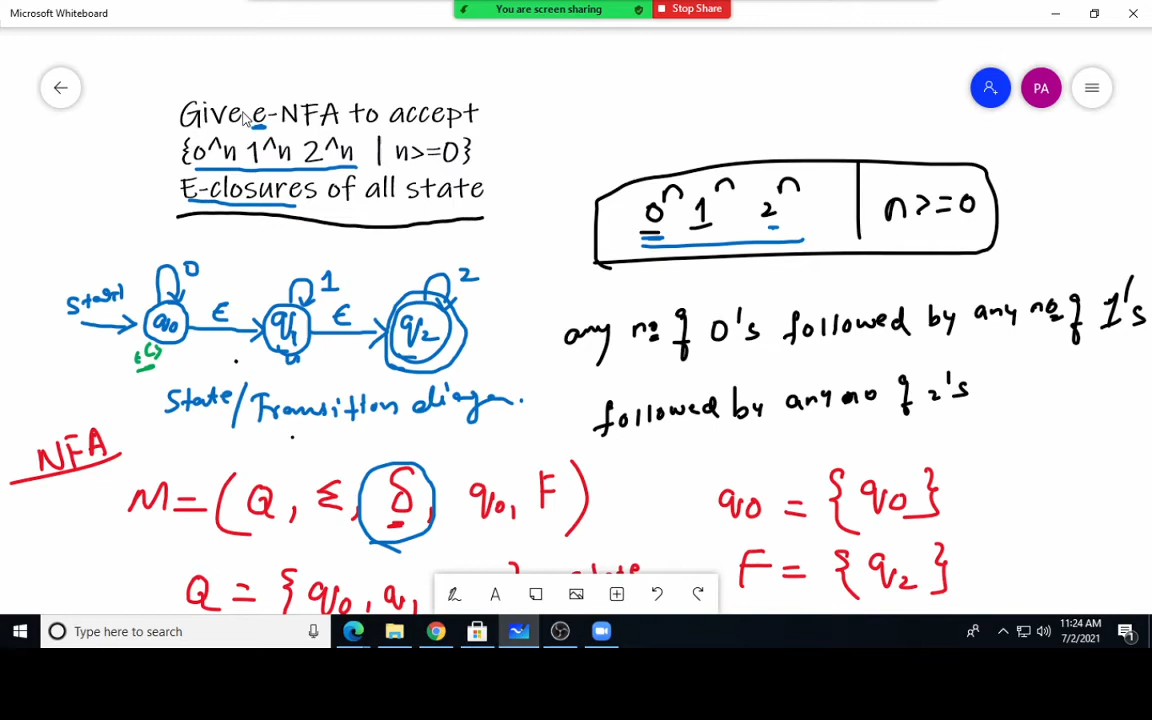 You are screen sharing Stop Share
Microsoft Whiteboard
PA
Give e-NFA to accept
{0^n 1^n 2^n | n>=0}
E-closures of all state
0^n 1^n 2^n | n>=0
Start q0 0 ε q1 1 ε q2 2
any no of 0's followed by any no of 1's
followed by any no of 2's
State/Transition diagram.
NFA
M=(Q, Σ, δ, q0, F)
q0 = {q0}
F = {q2}
Q = {q0, q1,
A
Type here to search
11:24 AM
7/2/2021
1